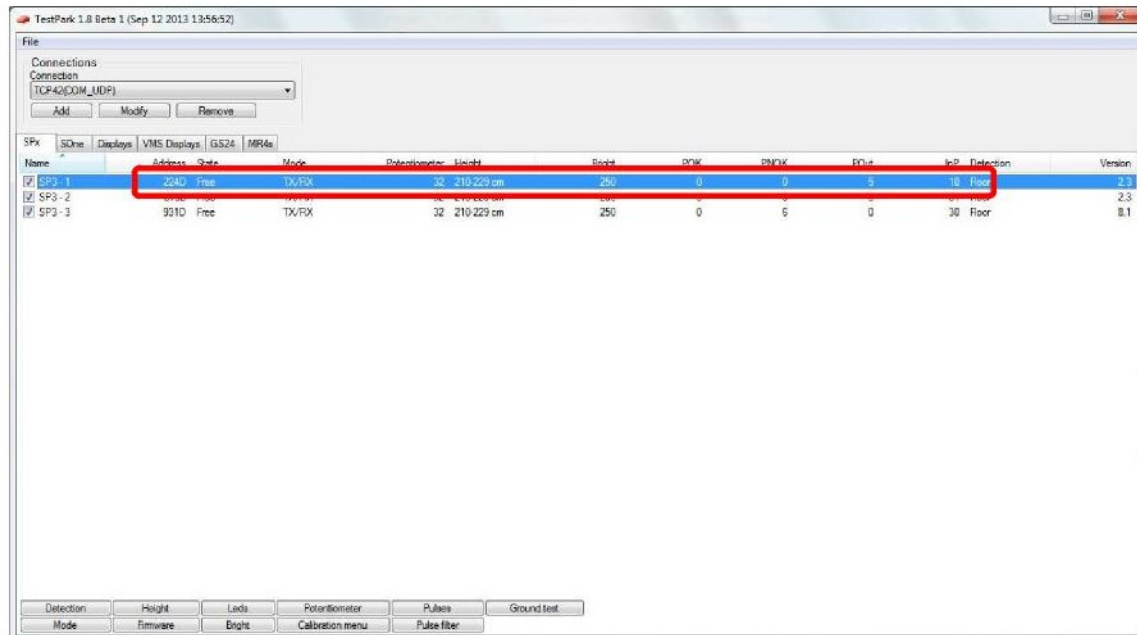 TestPark 1.8 Beta 1 (Sep 12 2013 13:56:52)
File
Connections
Connection
TCP42(COM_UDP)
Add Modify Remove
SPx SOne Displays VMS Displays GS24 MR4s
Name Address State Mode Potentiometer Height Bright POK PNOK POut InP Detection Version
SP3 - 1 224D Free TX/RX 32 210-229 cm 250 0 0 5 18 Floor 2.3
SP3 - 2 2.3
SP3 - 3 931D Free TX/RX 32 210-229 cm 250 0 6 0 30 Floor 8.1
Detection Height Leds Potentiometer Pulses Ground test
Mode Firmware Bright Calibration menu Pulse filter